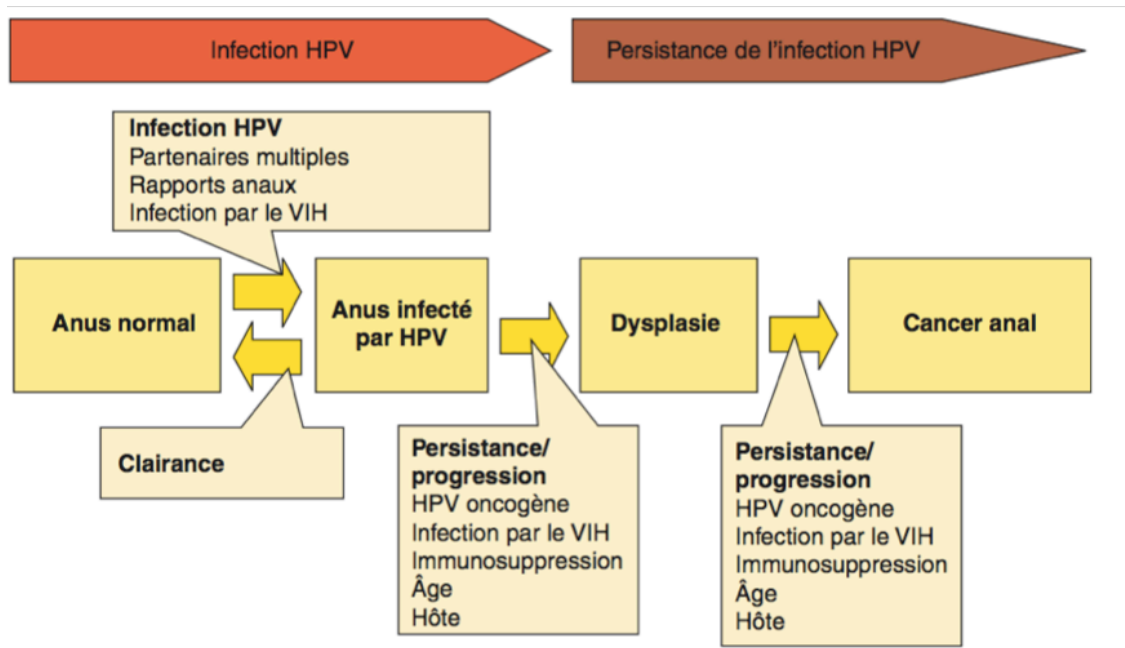 Infection HPV
Persistance de l'infection HPV
Infection HPV
Partenaires multiples
Rapports anaux
Infection par le VIH
Anus normal
Anus infecté
par HPV
Dysplasie
Cancer anal
Clairance
Persistance/
progression
HPV oncogène
Infection par le VIH
Immunosuppression
Âge
Hôte
Persistance/
progression
HPV oncogène
Infection par le VIH
Immunosuppression
Âge
Hôte